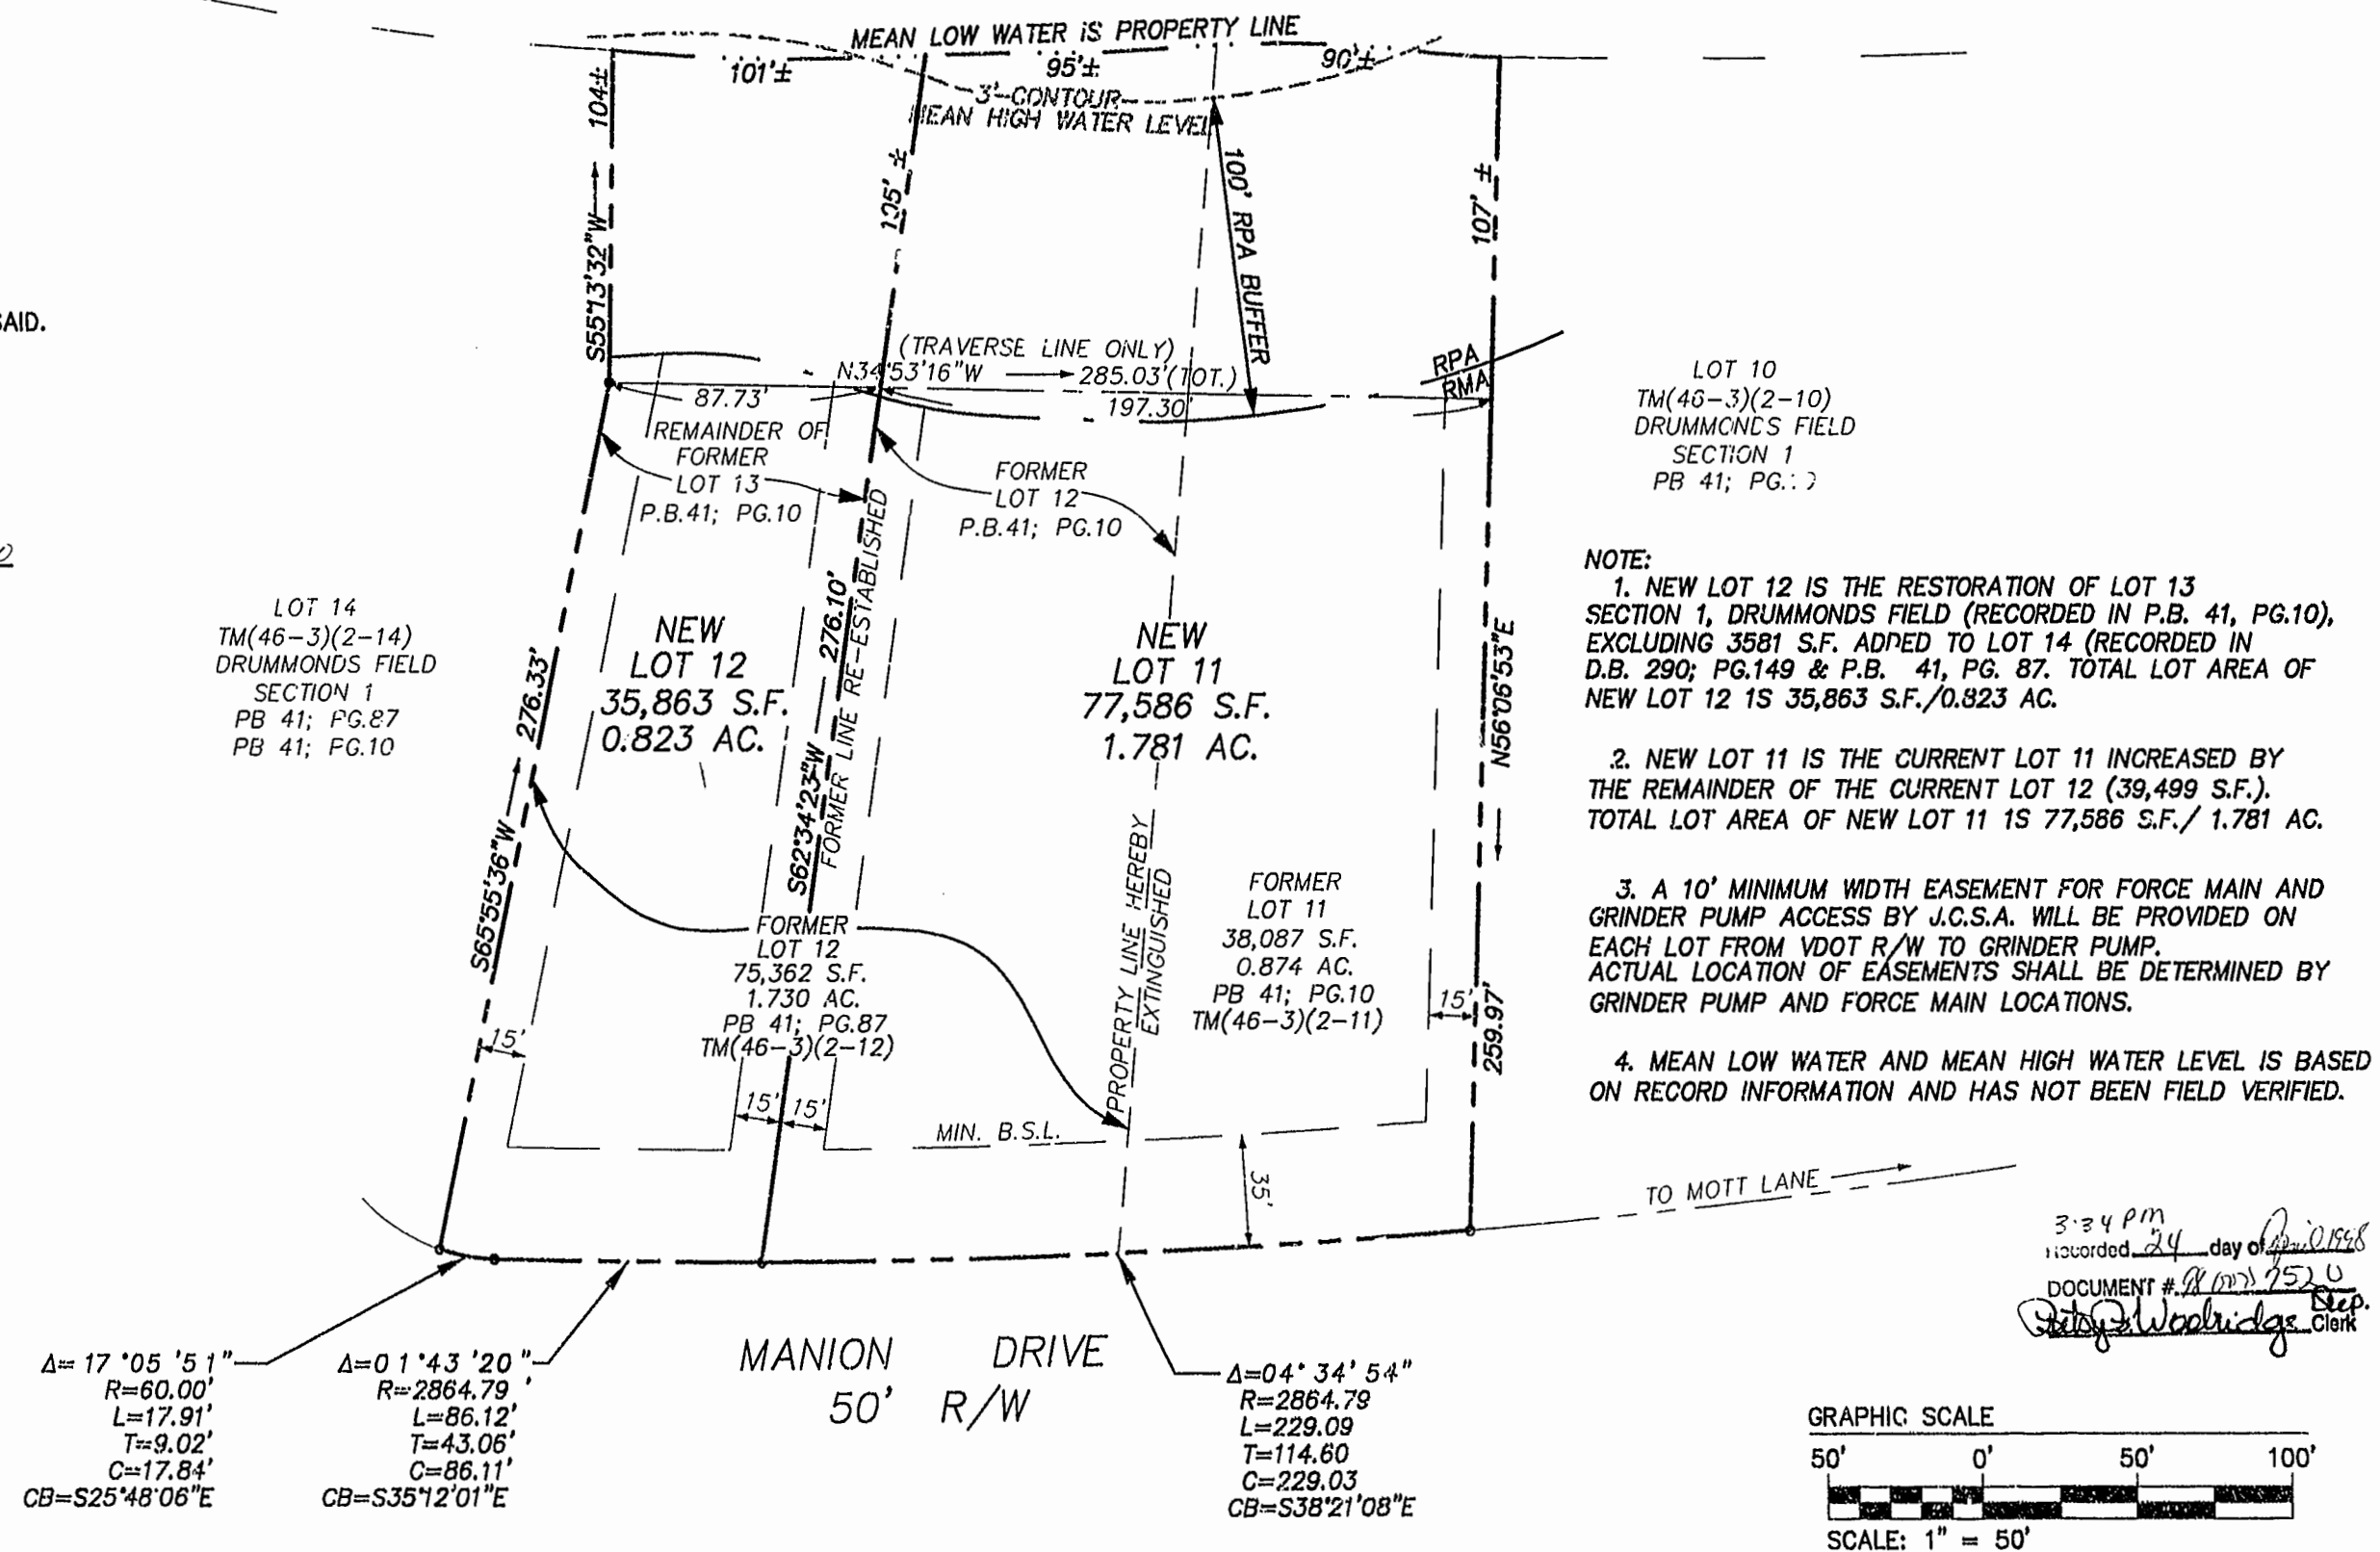 MEAN LOW WATER iS PROPERTY LINE
101'±
95'±
90'±
3'-CONTOUR
MEAN HIGH WATER LEVEL
104±
S55°13'32"W
105' ±
100' RPA BUFFER
107' ±
SAID.
(TRAVERSE LINE ONLY)
N34°53'16"W
285.03'(TOT.)
87.73'
197.30'
RPA
RMA
REMAINDER OF
FORMER
LOT 13
P.B.41; PG.10
FORMER
LOT 12
P.B.41; PG.10
LOT 10
TM(46-3)(2-10)
DRUMMONDS FIELD
SECTION 1
PB 41; PG.
LOT 14
TM(46-3)(2-14)
DRUMMONDS FIELD
SECTION 1
PB 41; PG.87
PB 41; PG.10
S65°55'36"W
276.33'
NEW
LOT 12
35,863 S.F.
0.823 AC.
S62°34'23"W
276.10'
FORMER LINE RE-ESTABLISHED
NEW
LOT 11
77,586 S.F.
1.781 AC.
N56°06'53"E
259.97'
NOTE:
1. NEW LOT 12 IS THE RESTORATION OF LOT 13
SECTION 1, DRUMMONDS FIELD (RECORDED IN P.B. 41, PG.10),
EXCLUDING 3581 S.F. ADDED TO LOT 14 (RECORDED IN
D.B. 290; PG.149 & P.B. 41, PG. 87. TOTAL LOT AREA OF
NEW LOT 12 1S 35,863 S.F./0.823 AC.
2. NEW LOT 11 IS THE CURRENT LOT 11 INCREASED BY
THE REMAINDER OF THE CURRENT LOT 12 (39,499 S.F.).
TOTAL LOT AREA OF NEW LOT 11 1S 77,586 S.F./ 1.781 AC.
3. A 10' MINIMUM WIDTH EASEMENT FOR FORCE MAIN AND
GRINDER PUMP ACCESS BY J.C.S.A. WILL BE PROVIDED ON
EACH LOT FROM VDOT R/W TO GRINDER PUMP.
ACTUAL LOCATION OF EASEMENTS SHALL BE DETERMINED BY
GRINDER PUMP AND FORCE MAIN LOCATIONS.
4. MEAN LOW WATER AND MEAN HIGH WATER LEVEL IS BASED
ON RECORD INFORMATION AND HAS NOT BEEN FIELD VERIFIED.
FORMER
LOT 12
75,362 S.F.
1.730 AC.
PB 41; PG.87
TM(46-3)(2-12)
PROPERTY LINE HEREBY
EXTINGUISHED
FORMER
LOT 11
38,087 S.F.
0.874 AC.
PB 41; PG.10
TM(46-3)(2-11)
15'
15'
15'
15'
MIN. B.S.L.
35'
TO MOTT LANE
3:34 PM
Recorded 24 day of April 1998
DOCUMENT #
Betsy B. Woolridge Dep.
Clerk
MANION DRIVE
50' R/W
Δ= 17°05'51"
R=60.00'
L=17.91'
T=9.02'
C=17.84'
CB=S25°48'06"E
Δ=01°43'20"
R=2864.79'
L=86.12'
T=43.06'
C=86.11'
CB=S35°12'01"E
Δ=04°34'54"
R=2864.79
L=229.09
T=114.60
C=229.03
CB=S38°21'08"E
GRAPHIC SCALE
50' 0' 50' 100'
SCALE: 1" = 50'